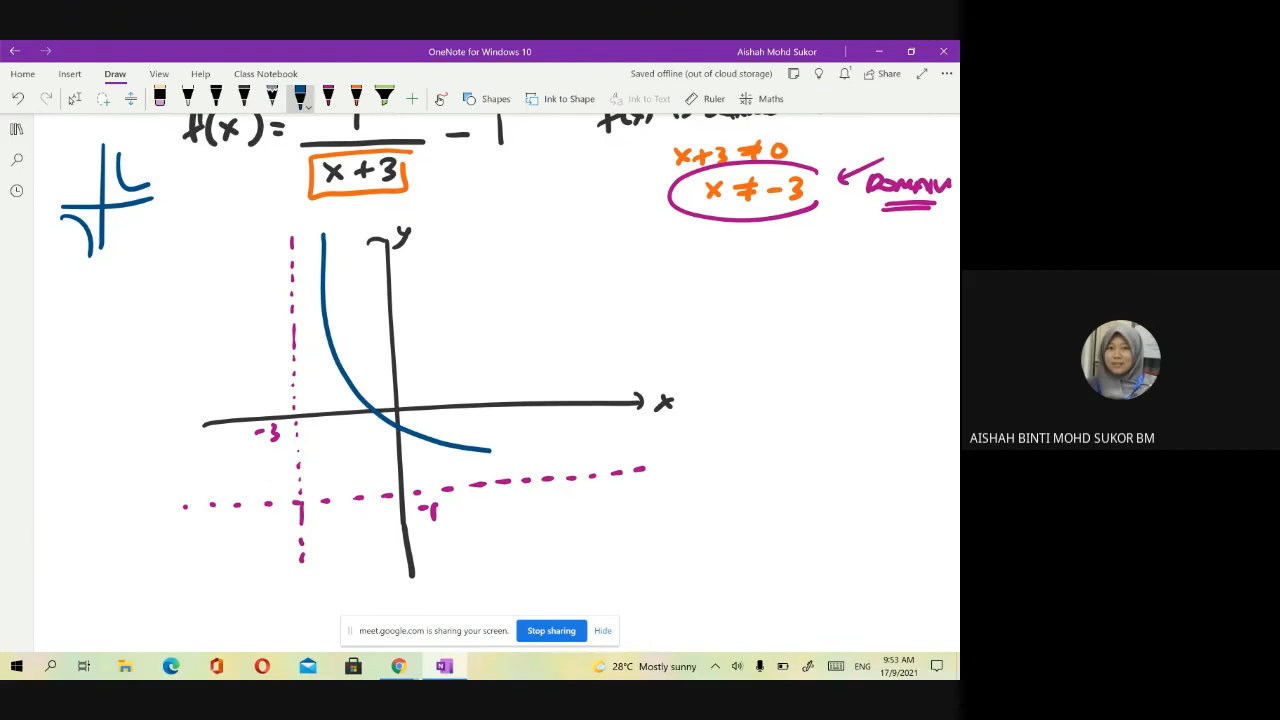 OneNote for Windows 10
Aishah Mohd Sukor
Home Insert Draw View Help Class Notebook
Saved offline (out of cloud storage) Share
Shapes Ink to Shape Ink to Text Ruler Maths
f(x) = 1
x + 3
- 1
x+3 ≠ 0
x ≠ -3
DOMAIN
y
x
-3
-1
AISHAH BINTI MOHD SUKOR BM
meet.google.com is sharing your screen. Stop sharing Hide
28°C Mostly sunny
ENG
9:53 AM
17/9/2021